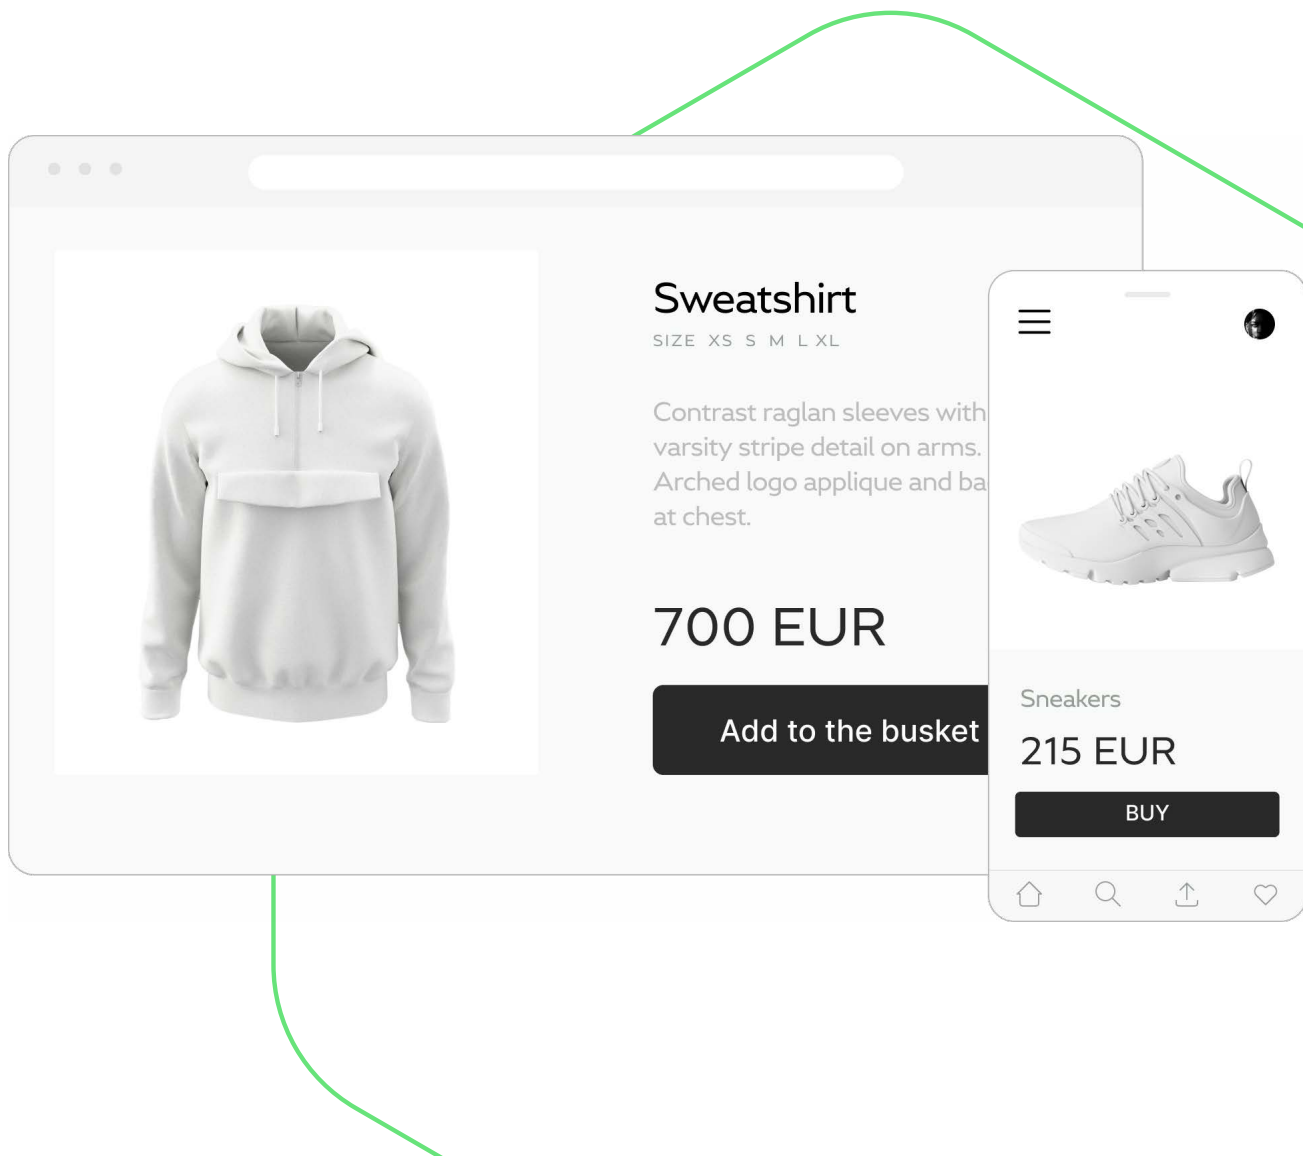 Sweatshirt
SIZE XS S M L XL
Contrast raglan sleeves with
varsity stripe detail on arms.
Arched logo applique and
at chest.
700 EUR
Add to the busket
Sneakers
215 EUR
BUY